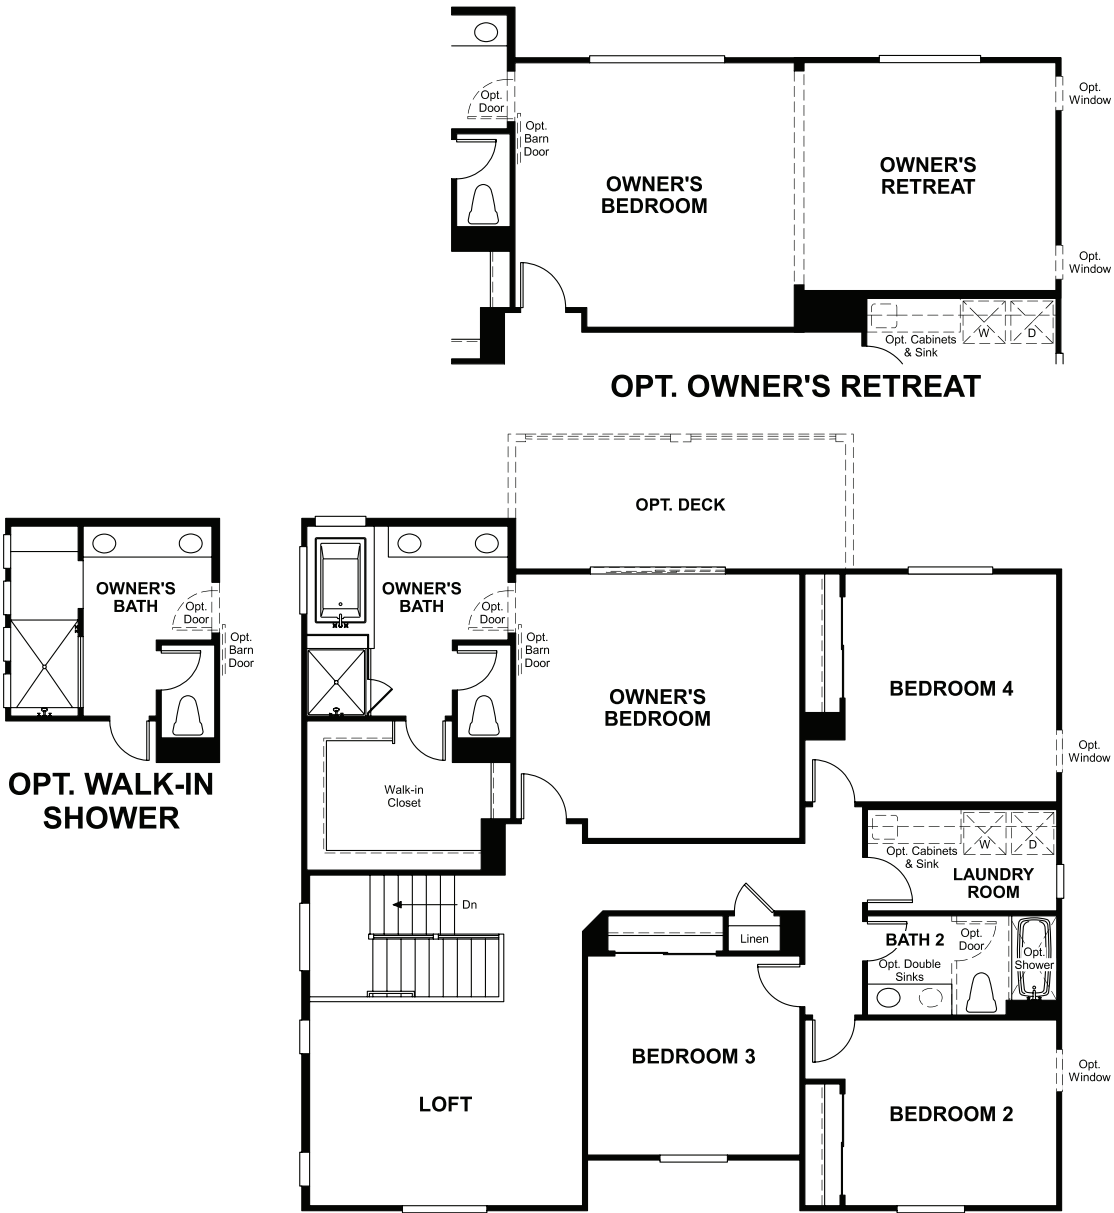 Opt.
Door
Opt.
Barn
Door
OWNER'S
BEDROOM
OWNER'S
RETREAT
Opt.
Window
Opt.
Window
W
D
Opt. Cabinets
& Sink
OPT. OWNER'S RETREAT
OWNER'S
BATH
Opt.
Door
Opt.
Barn
Door
OPT. WALK-IN
SHOWER
OPT. DECK
OWNER'S
BATH
Opt.
Door
Opt.
Barn
Door
OWNER'S
BEDROOM
BEDROOM 4
Opt.
Window
Walk-in
Closet
W
D
Opt. Cabinets
& Sink
LAUNDRY
ROOM
Dn
Linen
BATH 2
Opt.
Door
Opt. Double
Sinks
Opt.
Shower
BEDROOM 3
LOFT
BEDROOM 2
Opt.
Window